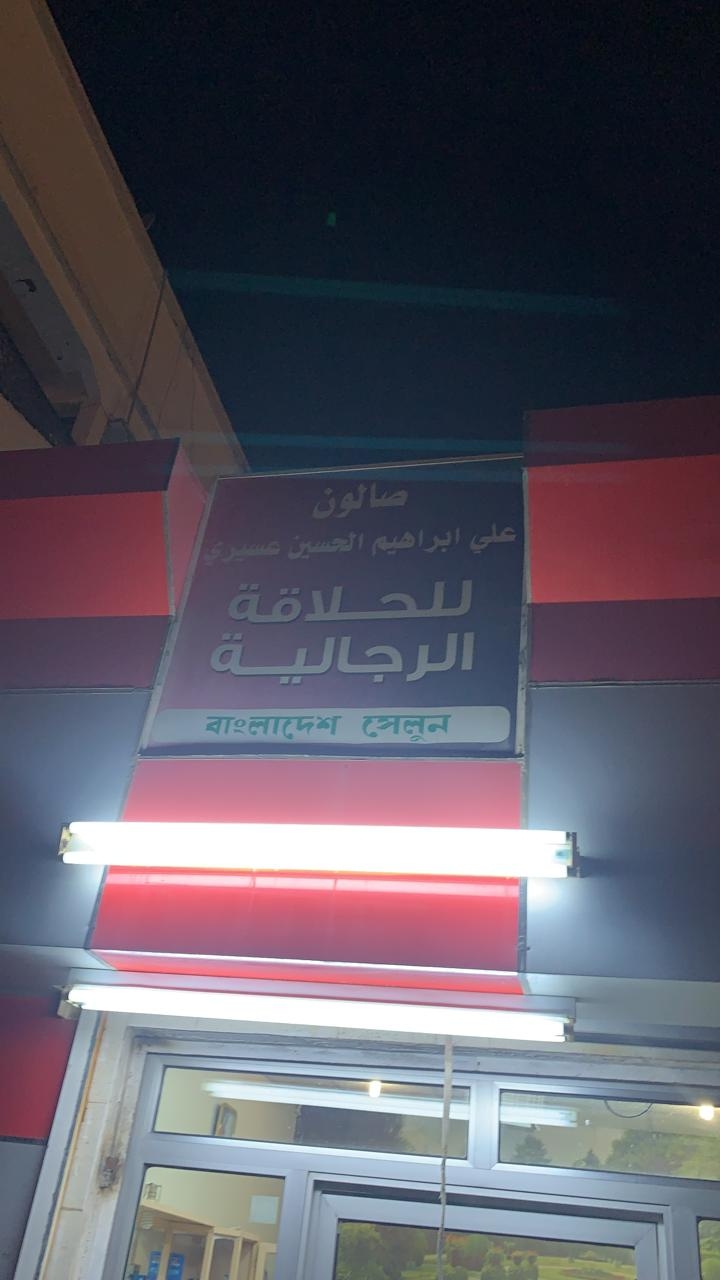 صالون
علي ابراهيم الحسين عسيري
للحلاقة
الرجالية
বাংলাদেশ সেলুন